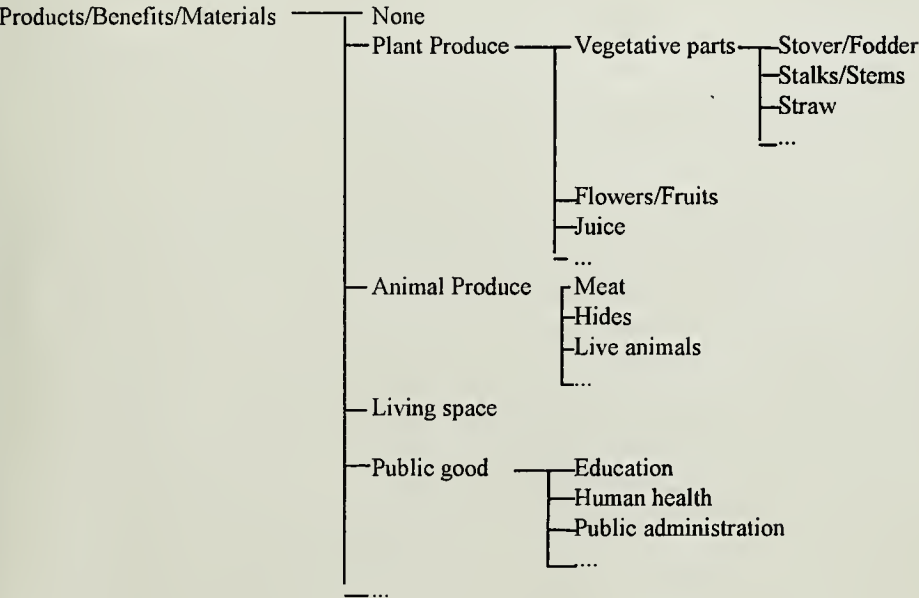 Products/Benefits/Materials None
Plant Produce Vegetative parts Stover/Fodder
Stalks/Stems
Straw
...
Flowers/Fruits
Juice
...
Animal Produce Meat
Hides
Live animals
...
Living space
Public good Education
Human health
Public administration
...
...